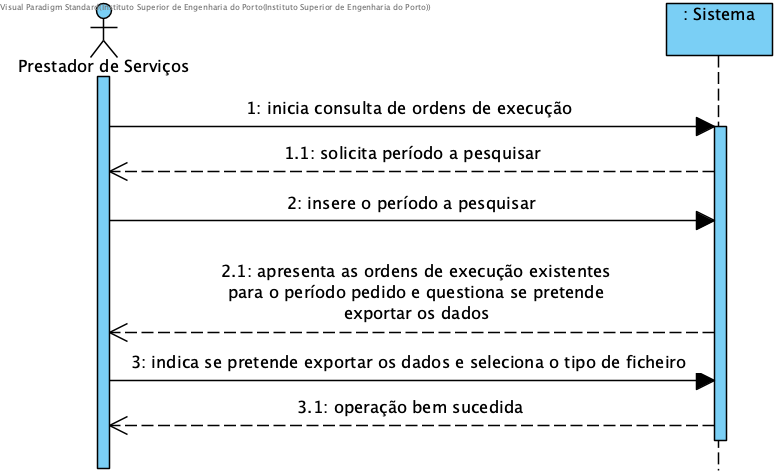 Visual Paradigm Standard(Instituto Superior de Engenharia do Porto(Instituto Superior de Engenharia do Porto))
: Sistema
Prestador de Serviços
1: inicia consulta de ordens de execução
1.1: solicita período a pesquisar
2: insere o período a pesquisar
2.1: apresenta as ordens de execução existentes
para o período pedido e questiona se pretende
exportar os dados
3: indica se pretende exportar os dados e seleciona o tipo de ficheiro
3.1: operação bem sucedida